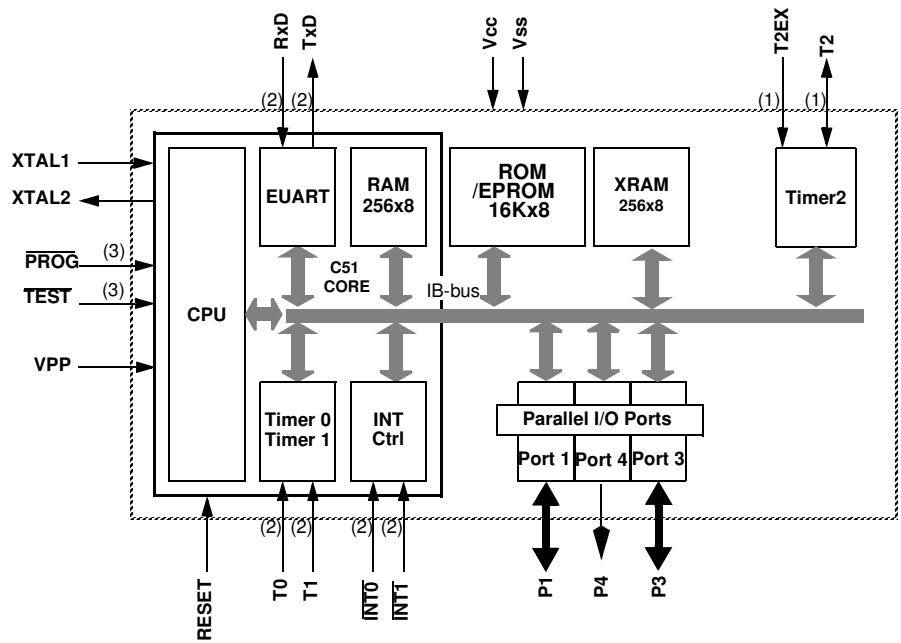 RxD
TxD
Vcc
Vss
T2EX
T2
(2)
(2)
(1)
(1)
XTAL1
XTAL2
PROG
(3)
TEST
(3)
VPP
CPU
EUART
RAM
256x8
C51
CORE
ROM
/EPROM
16Kx8
XRAM
256x8
Timer2
IB-bus
Timer 0
Timer 1
INT
Ctrl
Parallel I/O Ports
Port 1
Port 4
Port 3
(2)
(2)
(2)
(2)
RESET
T0
T1
INT0
INT1
P1
P4
P3